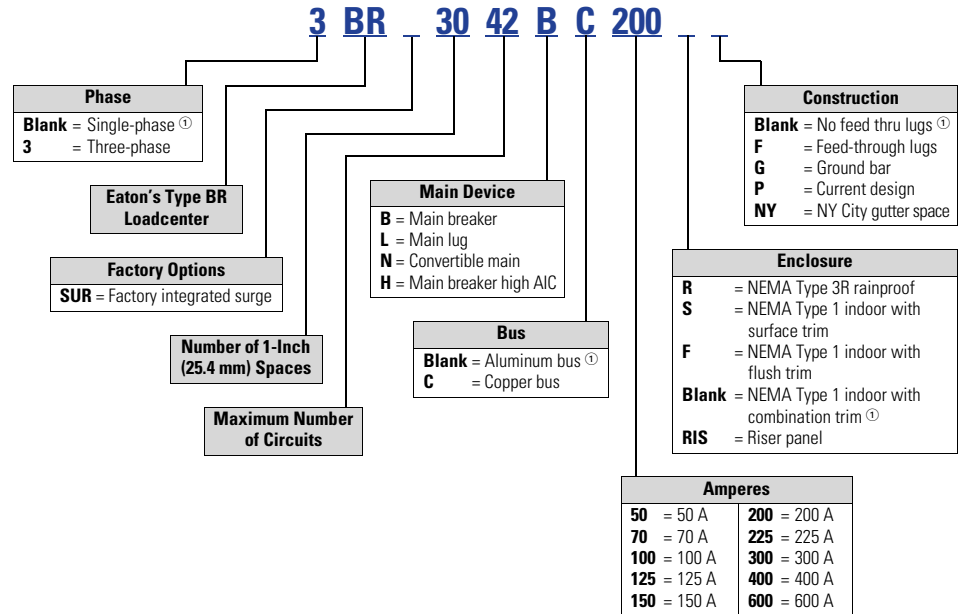 3 BR _ 30 42 B C 200 _ _
Phase
Blank = Single-phase ①
3 = Three-phase
Eaton's Type BR
Loadcenter
Factory Options
SUR = Factory integrated surge
Number of 1-Inch
(25.4 mm) Spaces
Maximum Number
of Circuits
Main Device
B = Main breaker
L = Main lug
N = Convertible main
H = Main breaker high AIC
Bus
Blank = Aluminum bus ①
C = Copper bus
Construction
Blank = No feed thru lugs ①
F = Feed-through lugs
G = Ground bar
P = Current design
NY = NY City gutter space
Enclosure
R = NEMA Type 3R rainproof
S = NEMA Type 1 indoor with
surface trim
F = NEMA Type 1 indoor with
flush trim
Blank = NEMA Type 1 indoor with
combination trim ①
RIS = Riser panel
Amperes
50 = 50 A 200 = 200 A
70 = 70 A 225 = 225 A
100 = 100 A 300 = 300 A
125 = 125 A 400 = 400 A
150 = 150 A 600 = 600 A